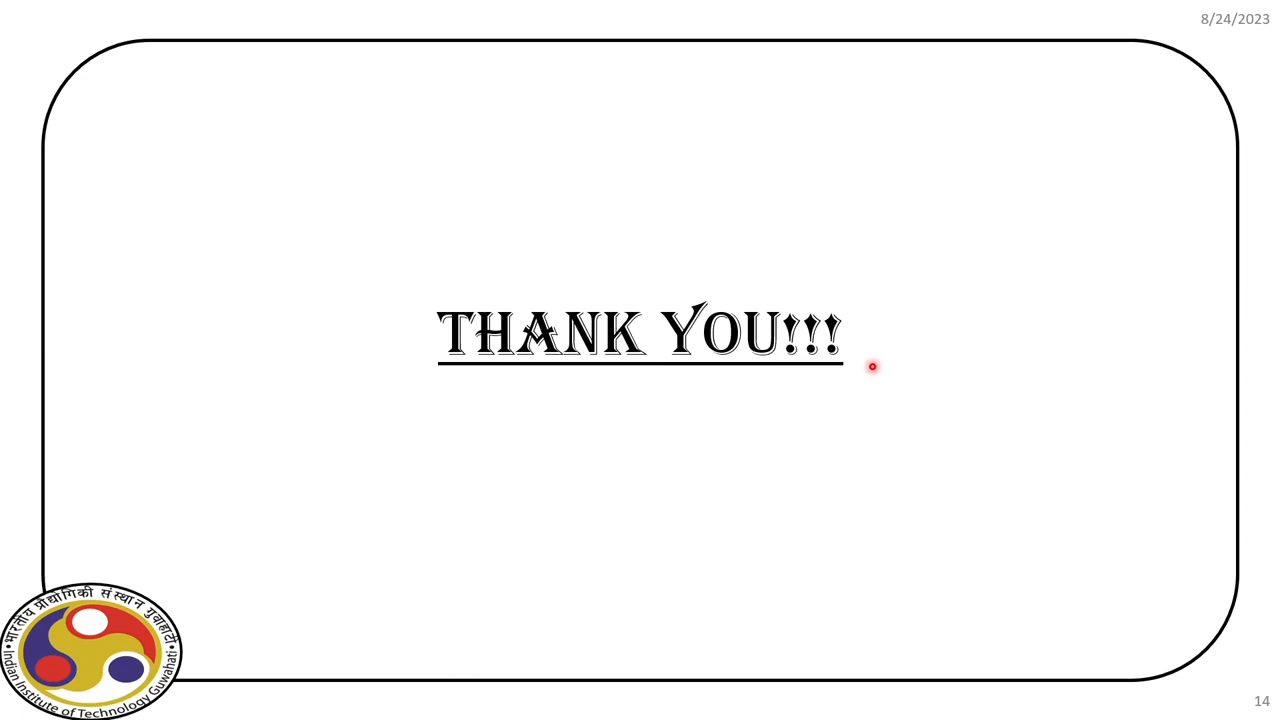 8/24/2023
THANK YOU!!!
भारतीय प्रौद्योगिकी संस्थान गुवाहाटी
Indian Institute of Technology Guwahati
14